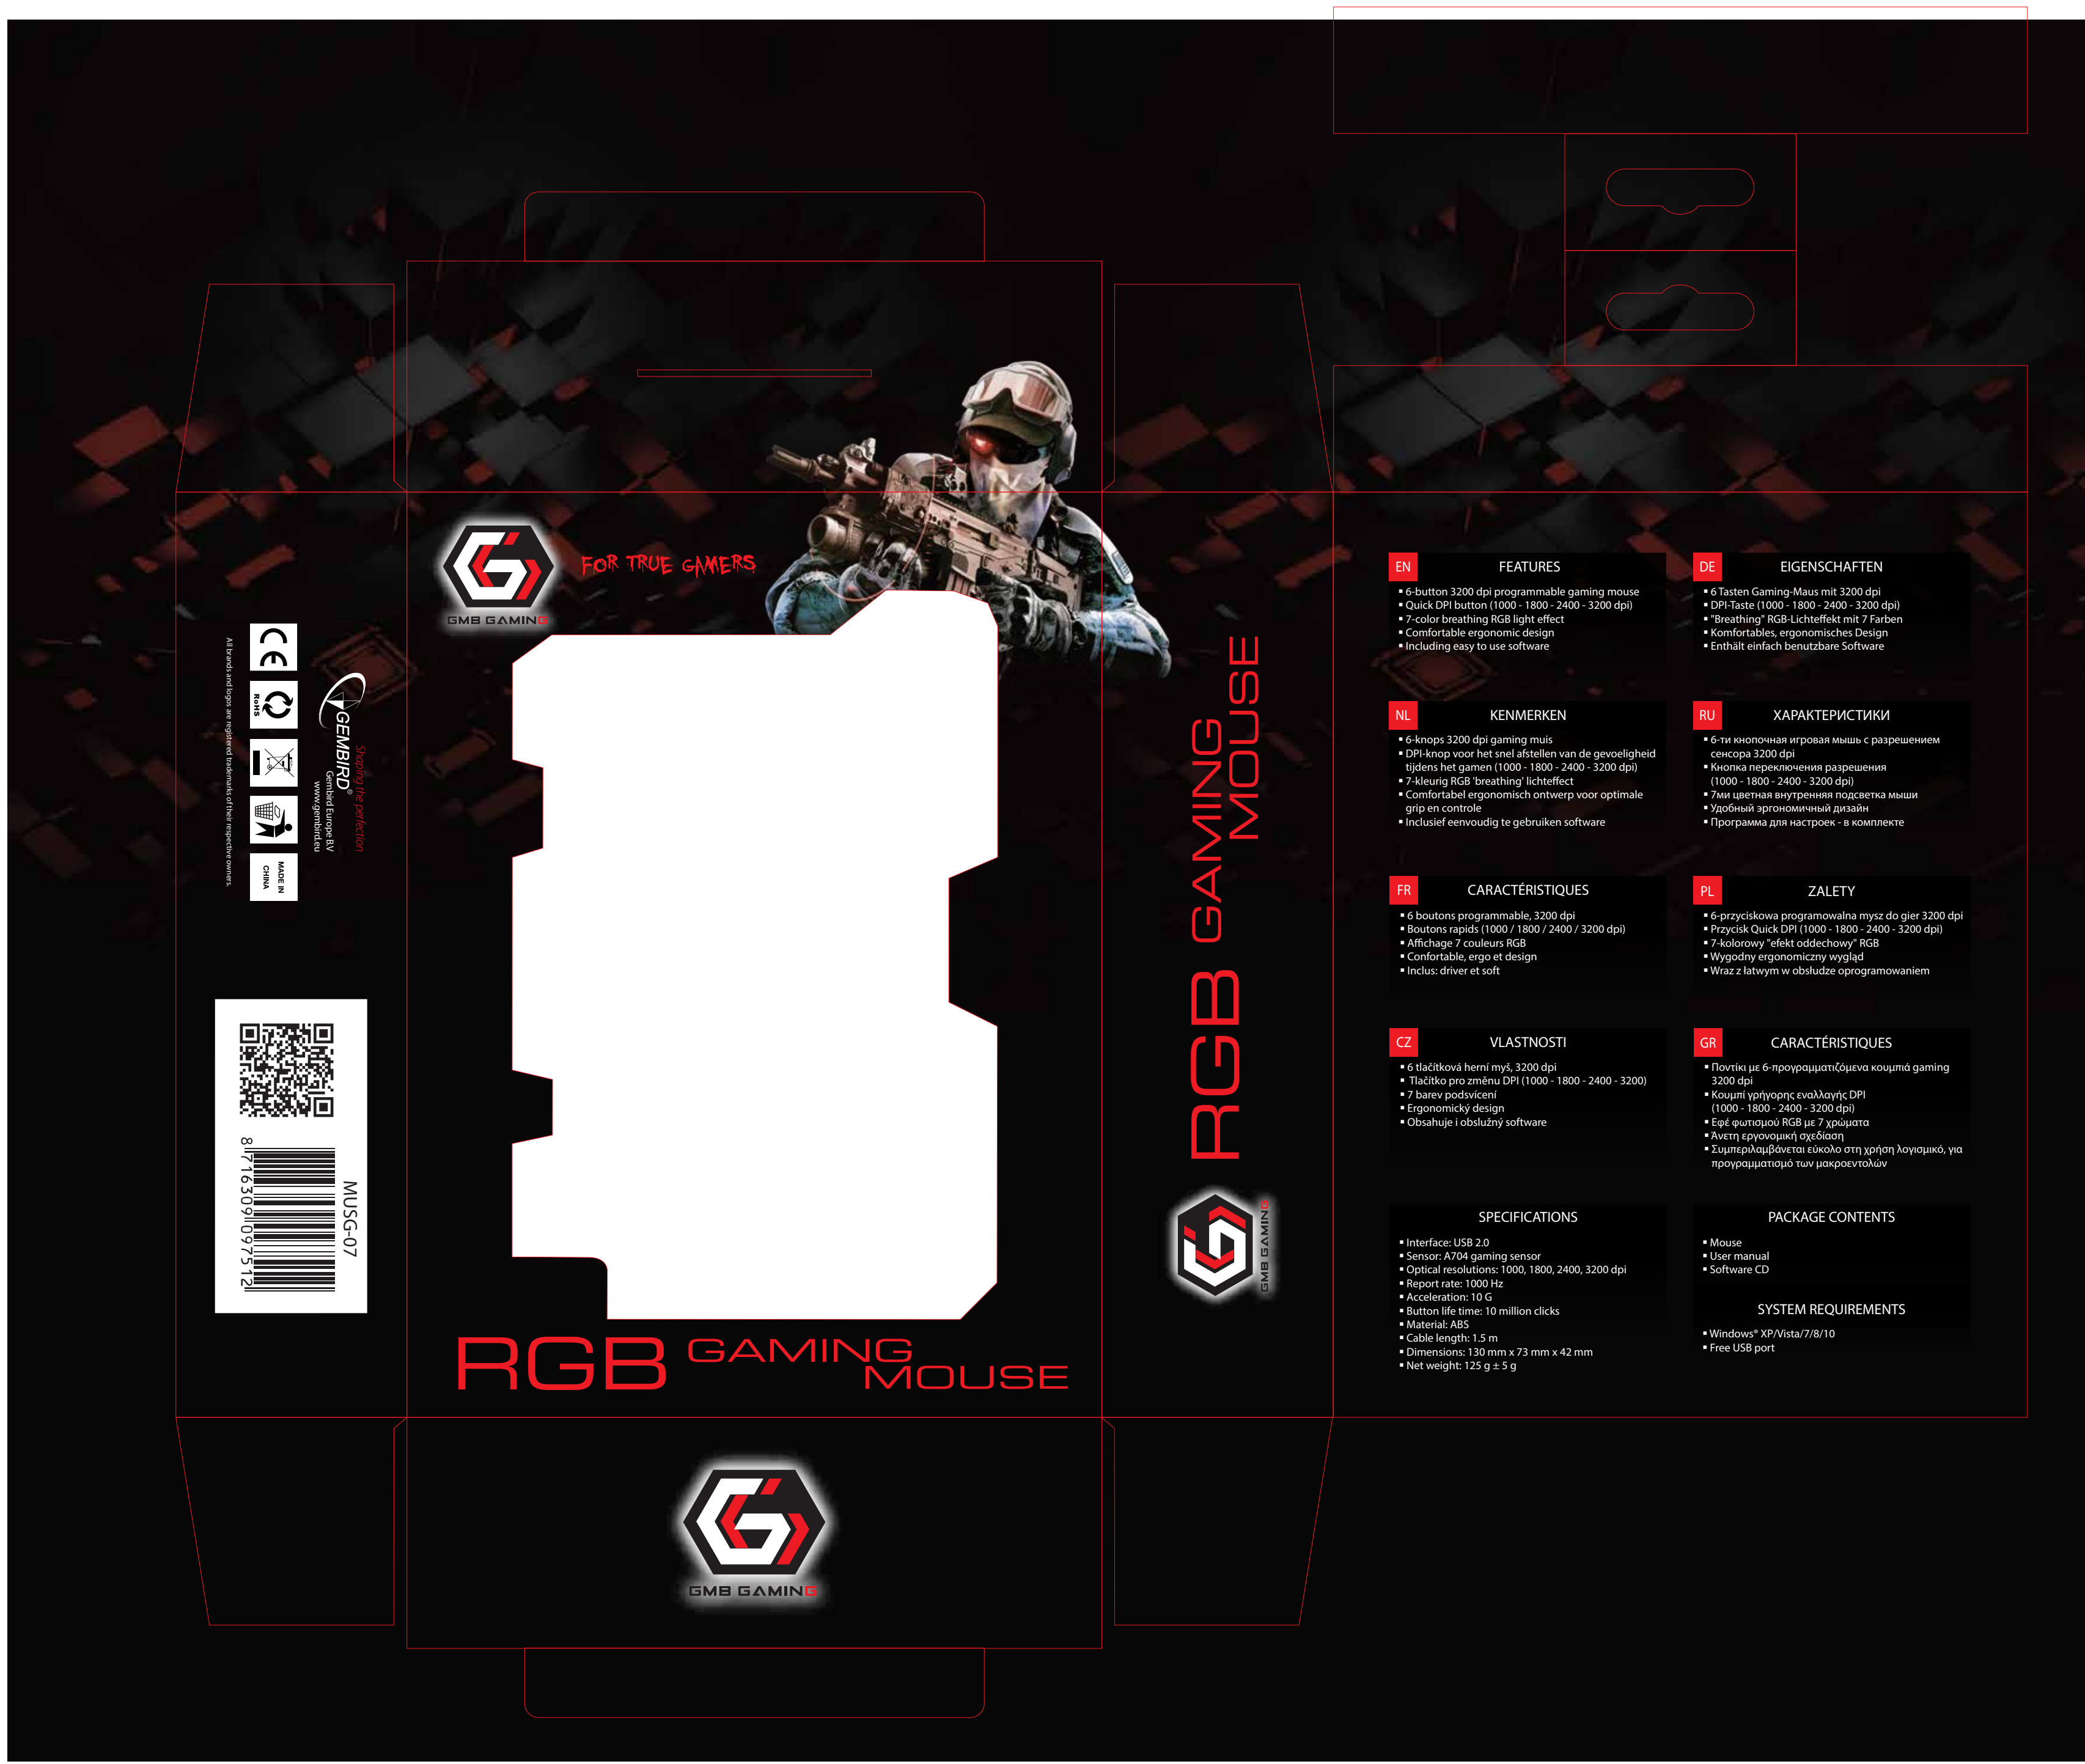 All brands and logos are registered trademarks of their respective owners.
CE
RoHS
MADE IN
CHINA
GEMBIRD®
Shaping the perfection
Gembird Europe B.V
www.gembird.eu
MUSG-07
8 716309 097512
GMB GAMING
FOR TRUE GAMERS
RGB GAMING
MOUSE
GMB GAMING
RGB GAMING
MOUSE
GMB GAMING
EN FEATURES
▪ 6-button 3200 dpi programmable gaming mouse
▪ Quick DPI button (1000 - 1800 - 2400 - 3200 dpi)
▪ 7-color breathing RGB light effect
▪ Comfortable ergonomic design
▪ Including easy to use software
DE EIGENSCHAFTEN
▪ 6 Tasten Gaming-Maus mit 3200 dpi
▪ DPI-Taste (1000 - 1800 - 2400 - 3200 dpi)
▪ "Breathing" RGB-Lichteffekt mit 7 Farben
▪ Komfortables, ergonomisches Design
▪ Enthält einfach benutzbare Software
NL KENMERKEN
▪ 6-knops 3200 dpi gaming muis
▪ DPI-knop voor het snel afstellen van de gevoeligheid
tijdens het gamen (1000 - 1800 - 2400 - 3200 dpi)
▪ 7-kleurig RGB 'breathing' lichteffect
▪ Comfortabel ergonomisch ontwerp voor optimale
grip en controle
▪ Inclusief eenvoudig te gebruiken software
RU ХАРАКТЕРИСТИКИ
▪ 6-ти кнопочная игровая мышь с разрешением
сенсора 3200 dpi
▪ Кнопка переключения разрешения
(1000 - 1800 - 2400 - 3200 dpi)
▪ 7ми цветная внутренняя подсветка мыши
▪ Удобный эргономичный дизайн
▪ Программа для настроек - в комплекте
FR CARACTÉRISTIQUES
▪ 6 boutons programmable, 3200 dpi
▪ Boutons rapids (1000 / 1800 / 2400 / 3200 dpi)
▪ Affichage 7 couleurs RGB
▪ Confortable, ergo et design
▪ Inclus: driver et soft
PL ZALETY
▪ 6-przyciskowa programowalna mysz do gier 3200 dpi
▪ Przycisk Quick DPI (1000 - 1800 - 2400 - 3200 dpi)
▪ 7-kolorowy "efekt oddechowy" RGB
▪ Wygodny ergonomiczny wygląd
▪ Wraz z łatwym w obsłudze oprogramowaniem
CZ VLASTNOSTI
▪ 6 tlačítková herní myš, 3200 dpi
▪ Tlačítko pro změnu DPI (1000 - 1800 - 2400 - 3200)
▪ 7 barev podsvícení
▪ Ergonomický design
▪ Obsahuje i obslužný software
GR CARACTÉRISTIQUES
▪ Ποντίκι με 6-προγραμματιζόμενα κουμπιά gaming
3200 dpi
▪ Κουμπί γρήγορης εναλλαγής DPI
(1000 - 1800 - 2400 - 3200 dpi)
▪ Εφέ φωτισμού RGB με 7 χρώματα
▪ Άνετη εργονομική σχεδίαση
▪ Συμπεριλαμβάνεται εύκολο στη χρήση λογισμικό, για
προγραμματισμό των μακροεντολών
SPECIFICATIONS
▪ Interface: USB 2.0
▪ Sensor: A704 gaming sensor
▪ Optical resolutions: 1000, 1800, 2400, 3200 dpi
▪ Report rate: 1000 Hz
▪ Acceleration: 10 G
▪ Button life time: 10 million clicks
▪ Material: ABS
▪ Cable length: 1.5 m
▪ Dimensions: 130 mm x 73 mm x 42 mm
▪ Net weight: 125 g ± 5 g
PACKAGE CONTENTS
▪ Mouse
▪ User manual
▪ Software CD
SYSTEM REQUIREMENTS
▪ Windows® XP/Vista/7/8/10
▪ Free USB port